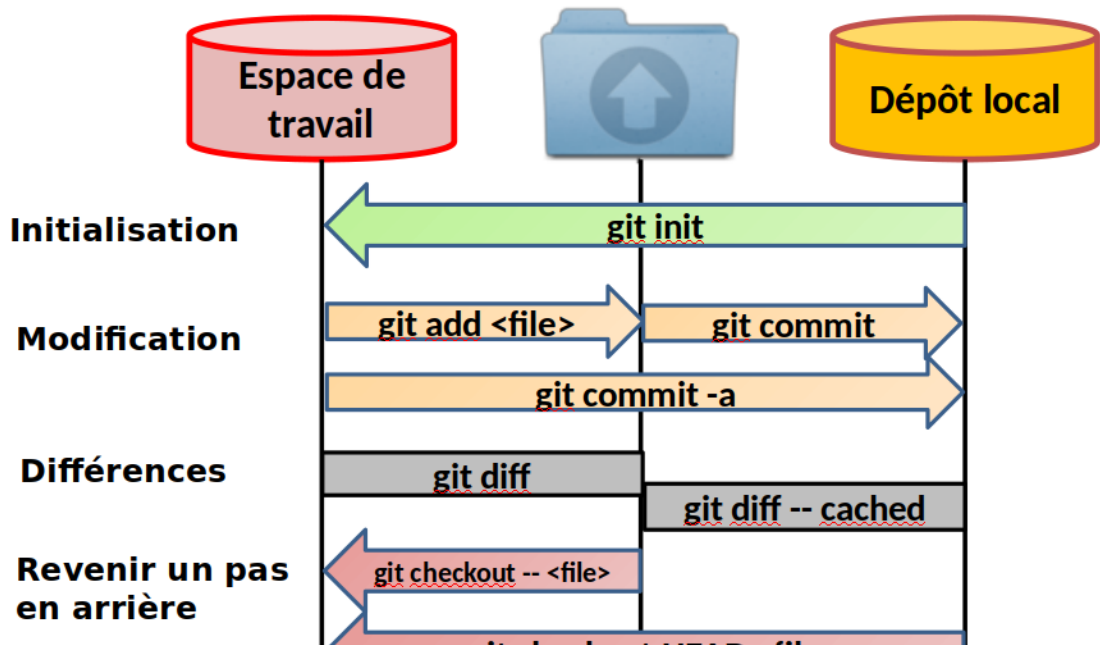 Espace de
travail
Dépôt local
Initialisation
git init
Modification
git add <file>
git commit
git commit -a
Différences
git diff
git diff -- cached
Revenir un pas
en arrière
git checkout -- <file>